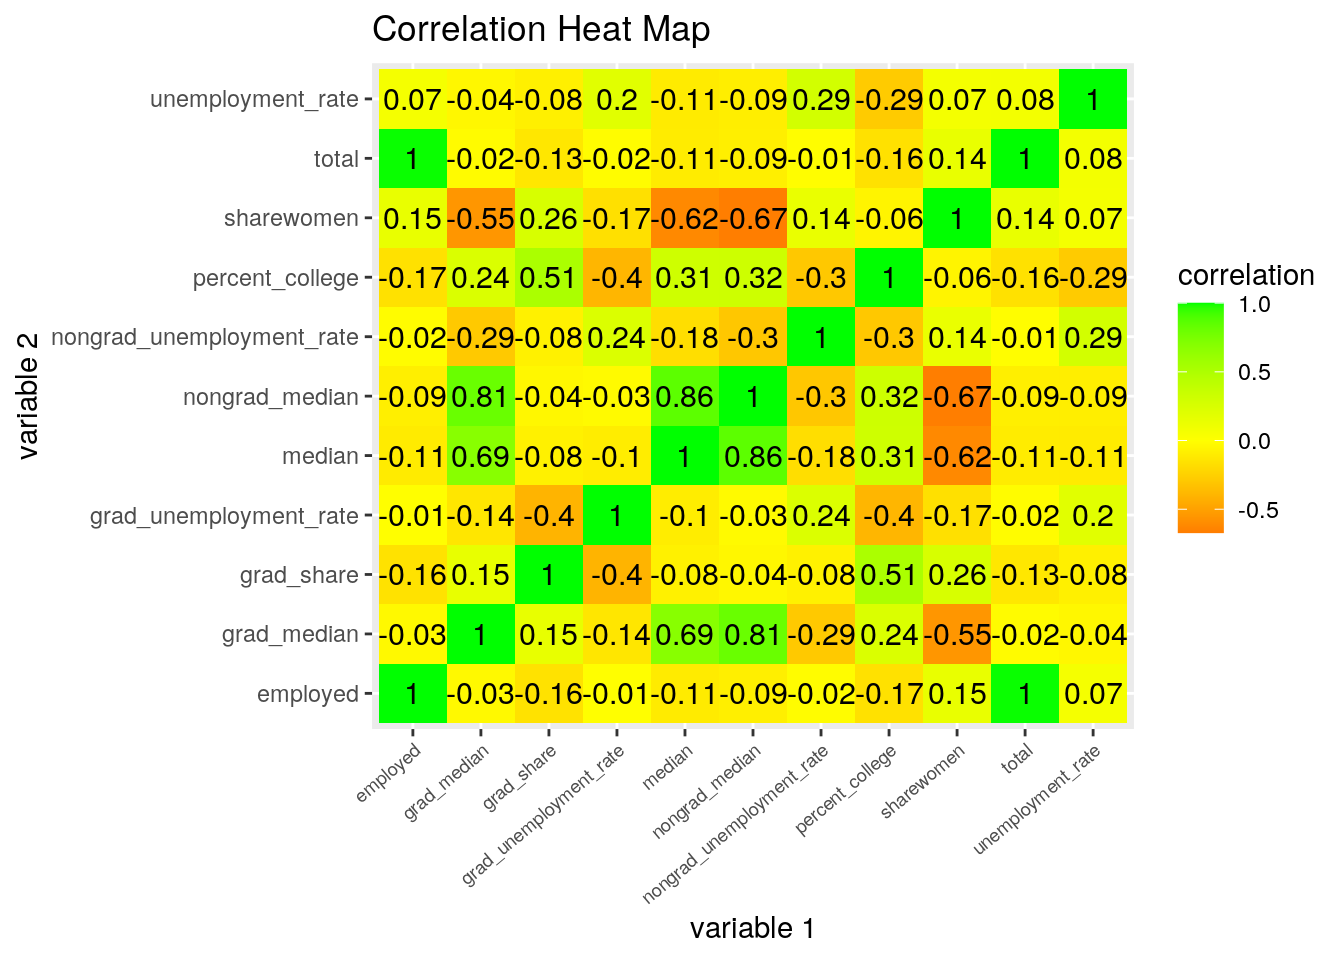 Correlation Heat Map
unemployment_rate 0.07 -0.04 -0.08 0.2 -0.11 -0.09 0.29 -0.29 0.07 0.08 1
total 1 -0.02 -0.13 -0.02 -0.11 -0.09 -0.01 -0.16 0.14 1 0.08
sharewomen 0.15 -0.55 0.26 -0.17 -0.62 -0.67 0.14 -0.06 1 0.14 0.07
percent_college -0.17 0.24 0.51 -0.4 0.31 0.32 -0.3 1 -0.06 -0.16 -0.29
nongrad_unemployment_rate -0.02 -0.29 -0.08 0.24 -0.18 -0.3 1 -0.3 0.14 -0.01 0.29
nongrad_median -0.09 0.81 -0.04 -0.03 0.86 1 -0.3 0.32 -0.67 -0.09 -0.09
median -0.11 0.69 -0.08 -0.1 1 0.86 -0.18 0.31 -0.62 -0.11 -0.11
grad_unemployment_rate -0.01 -0.14 -0.4 1 -0.1 -0.03 0.24 -0.4 -0.17 -0.02 0.2
grad_share -0.16 0.15 1 -0.4 -0.08 -0.04 -0.08 0.51 0.26 -0.13 -0.08
grad_median -0.03 1 0.15 -0.14 0.69 0.81 -0.29 0.24 -0.55 -0.02 -0.04
employed 1 -0.03 -0.16 -0.01 -0.11 -0.09 -0.02 -0.17 0.15 1 0.07
employed
grad_median
grad_share
grad_unemployment_rate
median
nongrad_median
nongrad_unemployment_rate
percent_college
sharewomen
total
unemployment_rate
variable 1
variable 2
correlation
1.0
0.5
0.0
-0.5